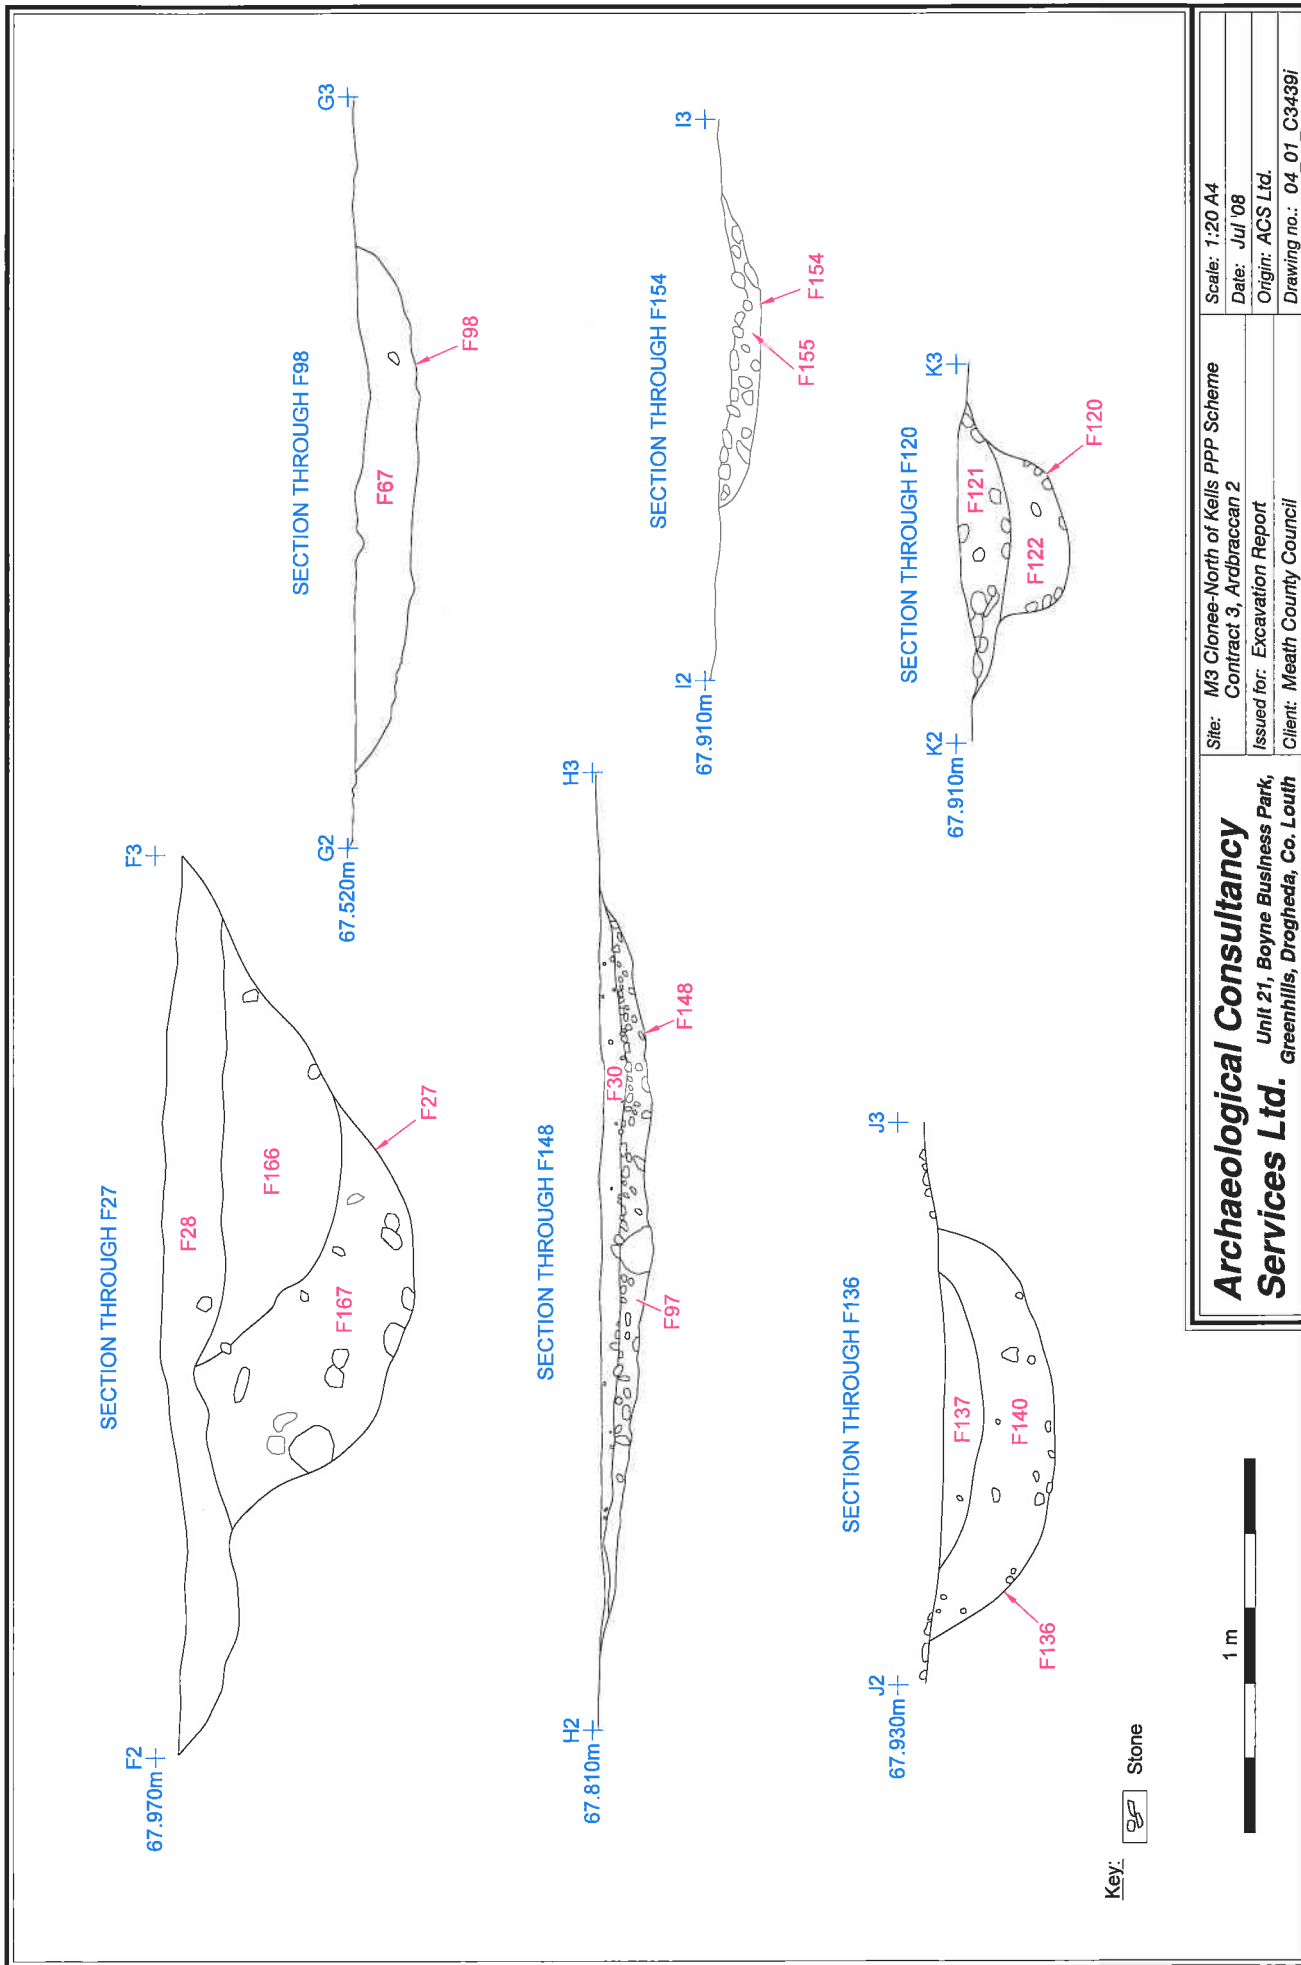 SECTION THROUGH F27
F2
67.970m
F3
F28
F166
F167
F27
SECTION THROUGH F98
G2
67.520m
G3
F67
F98
SECTION THROUGH F148
H2
67.810m
H3
F30
F97
F148
SECTION THROUGH F154
I2
67.910m
I3
F155
F154
SECTION THROUGH F136
J2
67.930m
J3
F137
F140
F136
SECTION THROUGH F120
K2
67.910m
K3
F121
F122
F120
Key:
Stone
1 m
Archaeological Consultancy
Services Ltd.
Unit 21, Boyne Business Park,
Greenhills, Drogheda, Co. Louth
Site: M3 Clonee-North of Kells PPP Scheme
Contract 3, Ardbraccan 2
Issued for: Excavation Report
Client: Meath County Council
Scale: 1:20 A4
Date: Jul '08
Origin: ACS Ltd.
Drawing no.: 04_01_C3439i